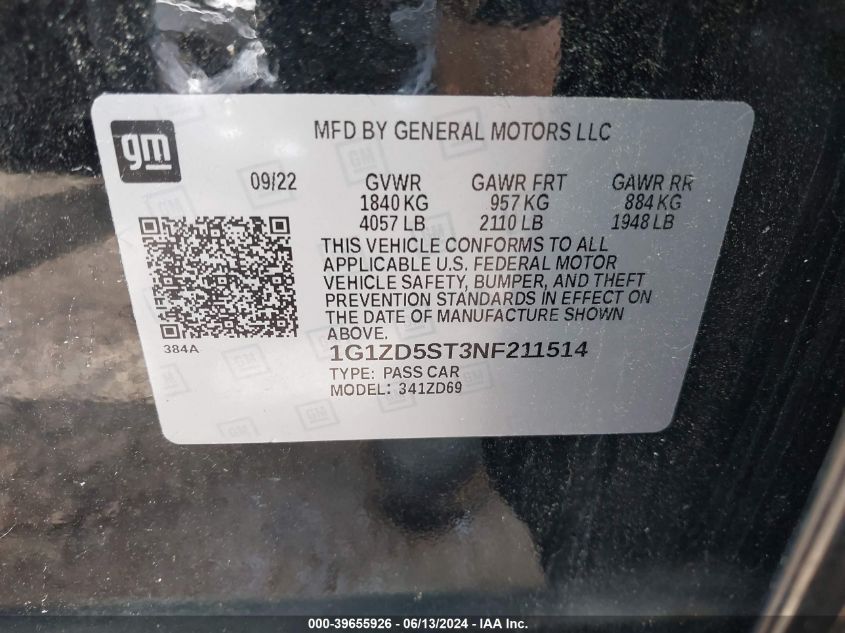 gm
MFD BY GENERAL MOTORS LLC
09/22 GVWR GAWR FRT GAWR RR
1840 KG 957 KG 884 KG
4057 LB 2110 LB 1948 LB
THIS VEHICLE CONFORMS TO ALL
APPLICABLE U.S. FEDERAL MOTOR
VEHICLE SAFETY, BUMPER, AND THEFT
PREVENTION STANDARDS IN EFFECT ON
THE DATE OF MANUFACTURE SHOWN
ABOVE.
384A
1G1ZD5ST3NF211514
TYPE: PASS CAR
MODEL: 341ZD69
000-39655926 - 06/13/2024 - IAA Inc.